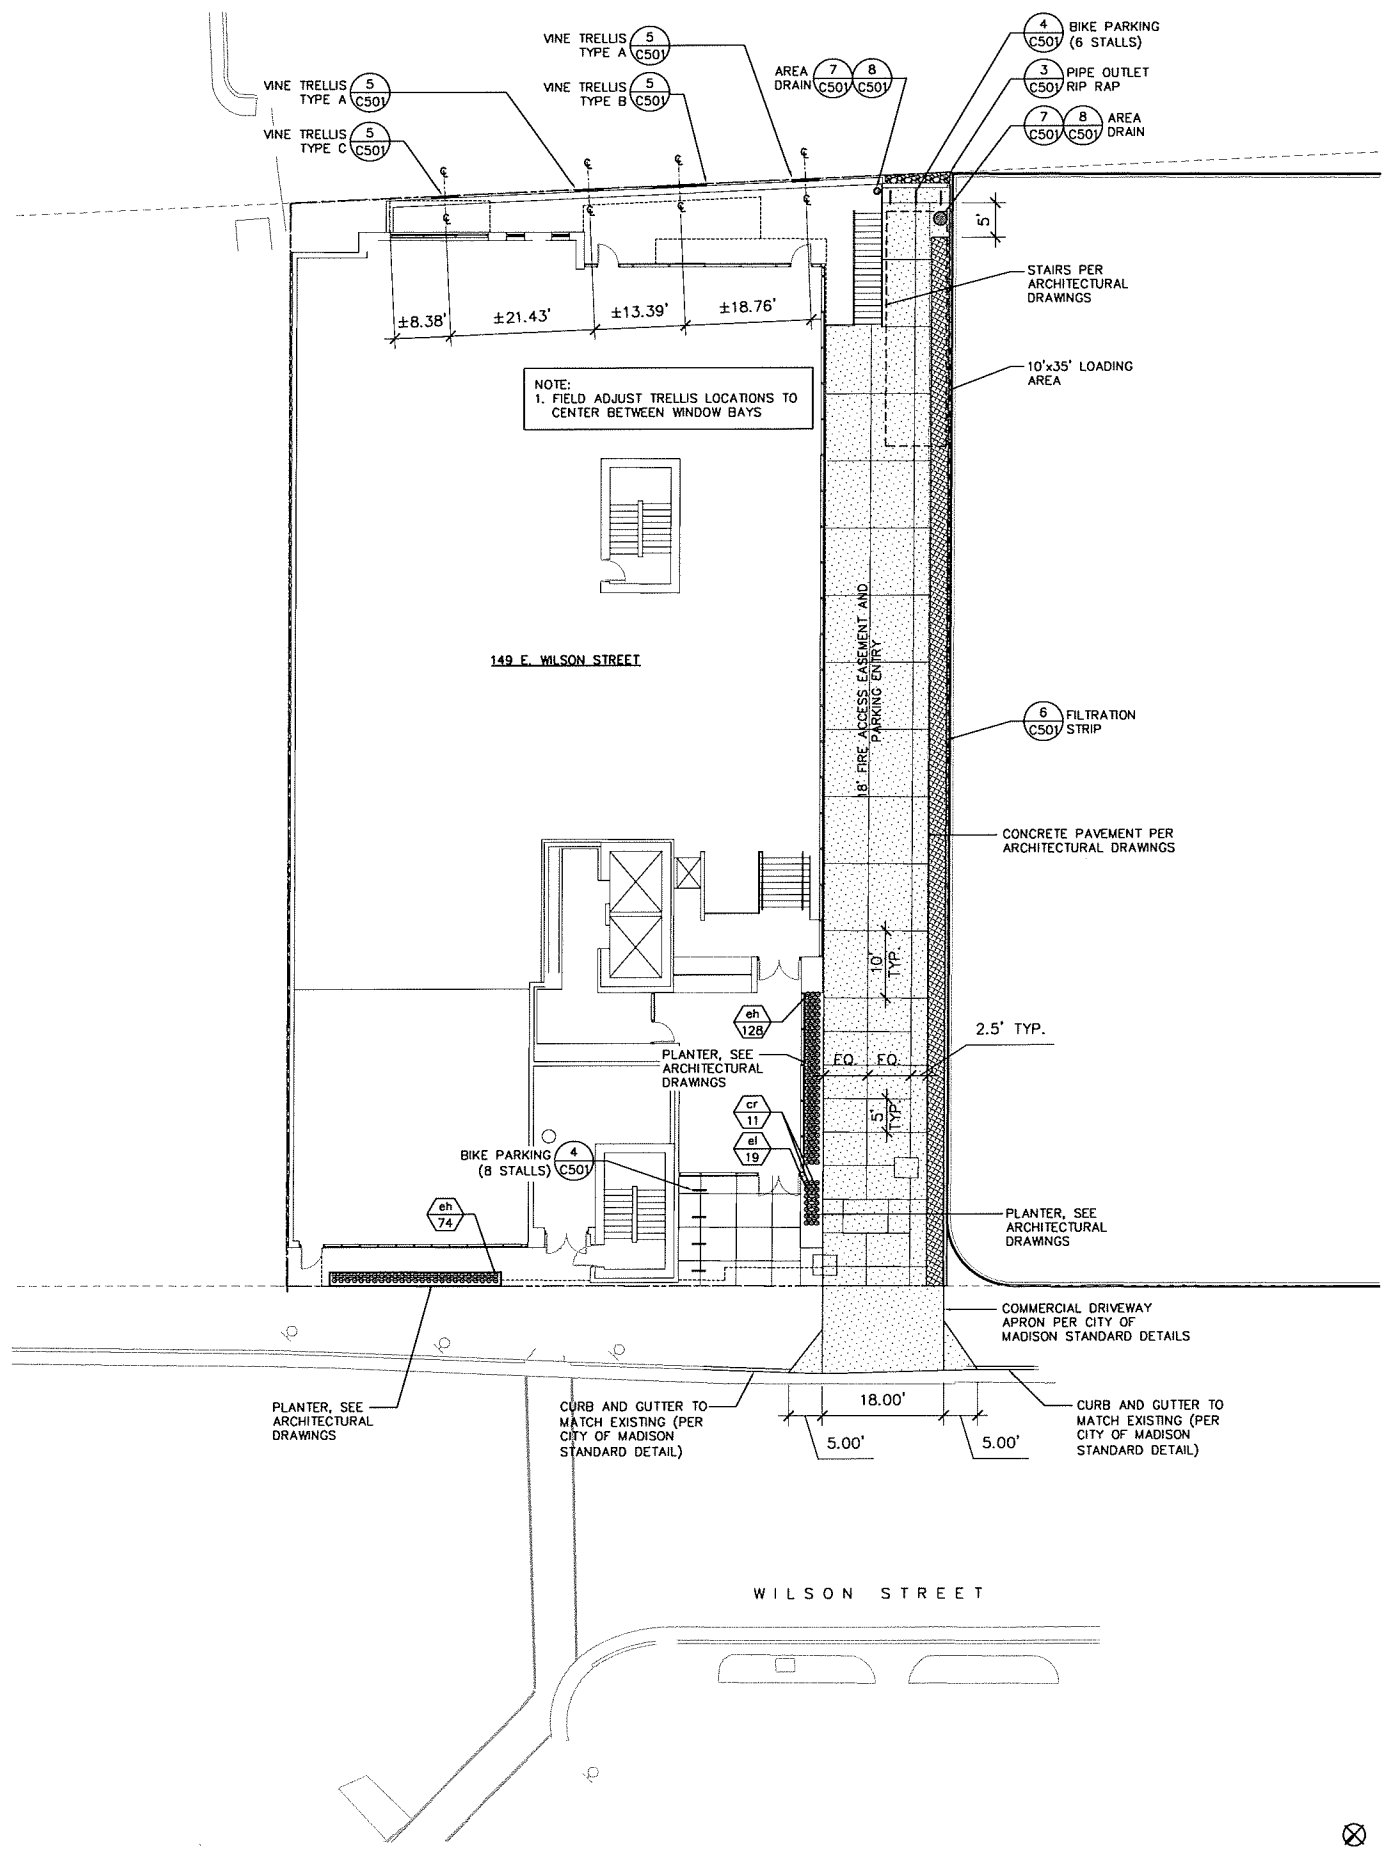 4
C501
BIKE PARKING
(6 STALLS)
VINE TRELLIS
TYPE A
5
C501
AREA
DRAIN
7
C501
8
C501
3
C501
PIPE OUTLET
RIP RAP
VINE TRELLIS
TYPE A
5
C501
VINE TRELLIS
TYPE B
5
C501
7
C501
8
C501
AREA
DRAIN
VINE TRELLIS
TYPE C
5
C501
5'
STAIRS PER
ARCHITECTURAL
DRAWINGS
±8.38'
±21.43'
±13.39'
±18.76'
10'x35' LOADING
AREA
NOTE:
1. FIELD ADJUST TRELLIS LOCATIONS TO
CENTER BETWEEN WINDOW BAYS
149 E. WILSON STREET
18' FIRE ACCESS EASEMENT AND
PARKING ENTRY
6
C501
FILTRATION
STRIP
CONCRETE PAVEMENT PER
ARCHITECTURAL DRAWINGS
10'
TYP.
eh
128
2.5' TYP.
PLANTER, SEE
ARCHITECTURAL
DRAWINGS
EQ.
EQ.
5'
TYP.
cr
11
el
19
BIKE PARKING
(8 STALLS)
4
C501
eh
74
PLANTER, SEE
ARCHITECTURAL
DRAWINGS
COMMERCIAL DRIVEWAY
APRON PER CITY OF
MADISON STANDARD DETAILS
PLANTER, SEE
ARCHITECTURAL
DRAWINGS
CURB AND GUTTER TO
MATCH EXISTING (PER
CITY OF MADISON
STANDARD DETAIL)
18.00'
5.00'
5.00'
CURB AND GUTTER TO
MATCH EXISTING (PER
CITY OF MADISON
STANDARD DETAIL)
WILSON STREET